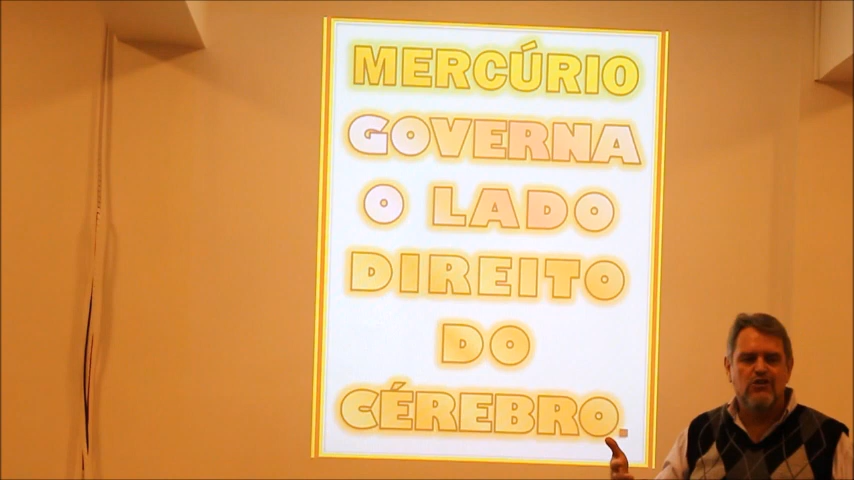 MERCÚRIO
GOVERNA
O LADO
DIREITO
DO
CÉREBRO.